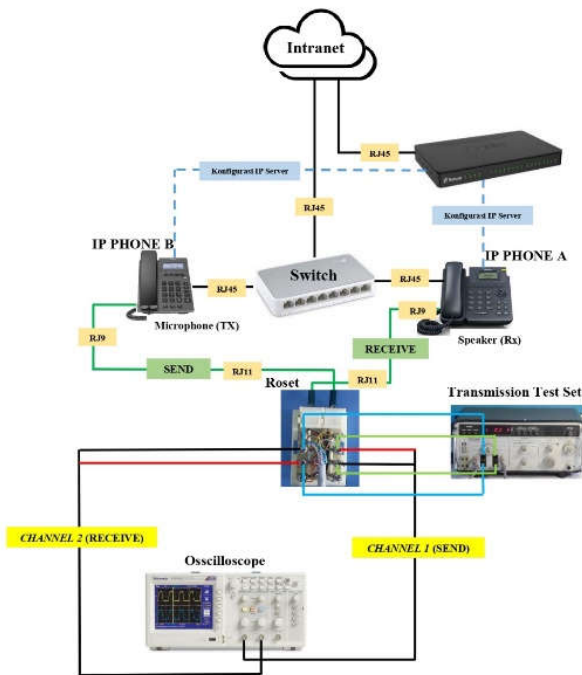 Intranet
RJ45
Konfigurasi IP Server
RJ45
Konfigurasi IP Server
IP PHONE B
IP PHONE A
Switch
RJ45
RJ45
Microphone (TX)
RJ9
Speaker (Rx)
RJ9
RECEIVE
SEND
RJ11
RJ11
Roset
Transmission Test Set
CHANNEL 2 (RECEIVE)
CHANNEL 1 (SEND)
Osscilloscope